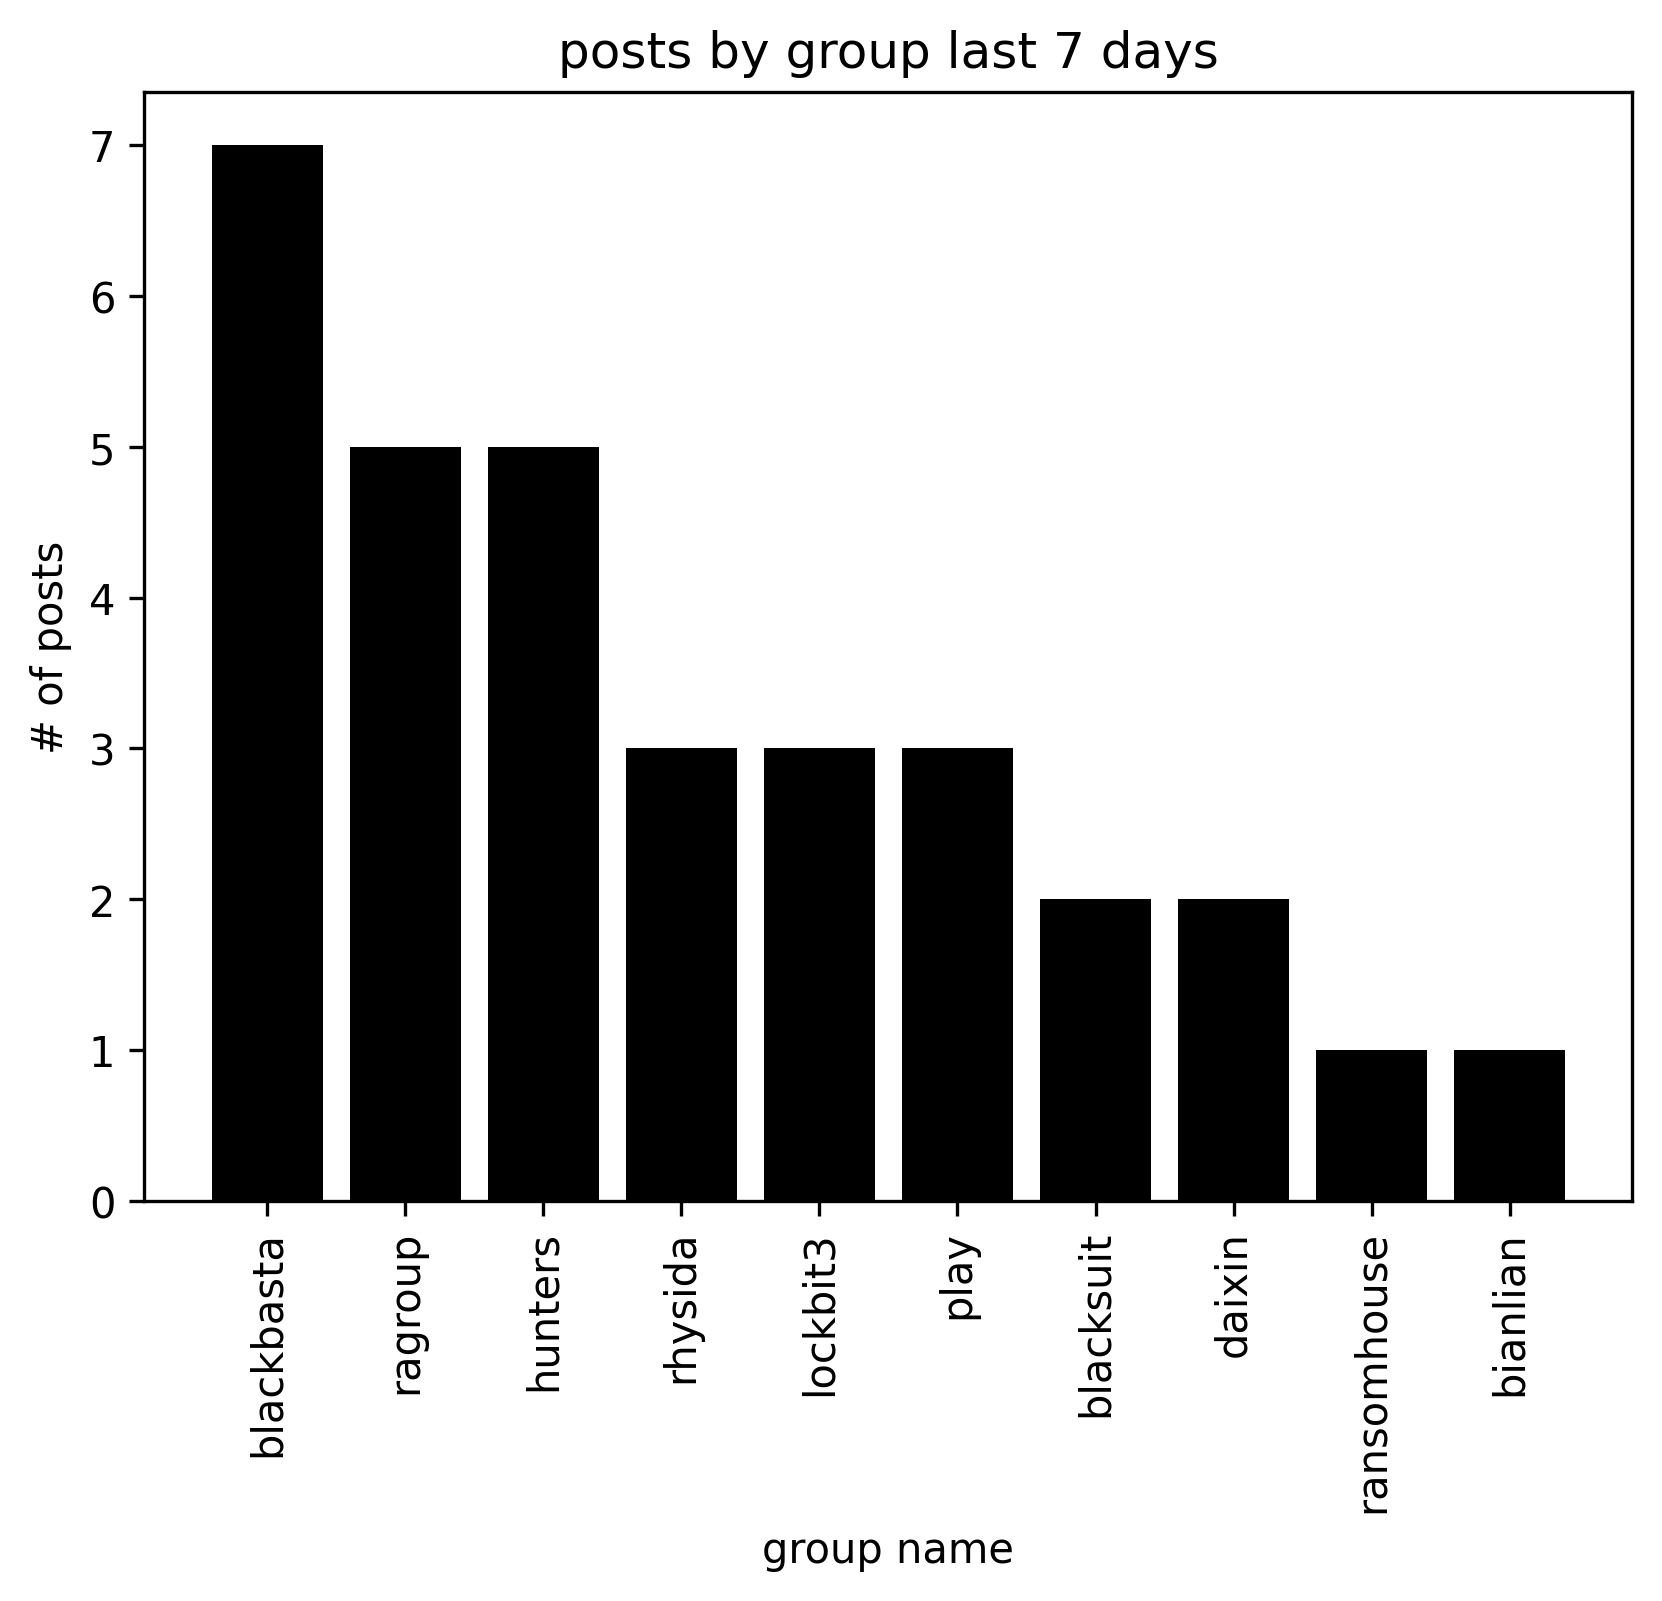 posts by group last 7 days
# of posts
7
6
5
4
3
2
1
0
blackbasta
ragroup
hunters
rhysida
lockbit3
play
blacksuit
daixin
ransomhouse
bianlian
group name